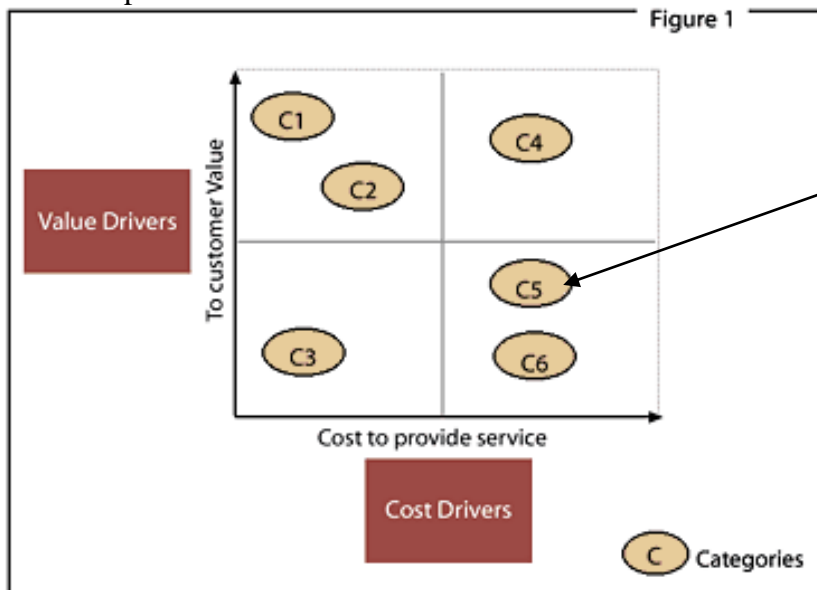 Figure 1
C1
C4
C2
Value Drivers
To customer Value
C5
C3
C6
Cost to provide service
Cost Drivers
C
Categories